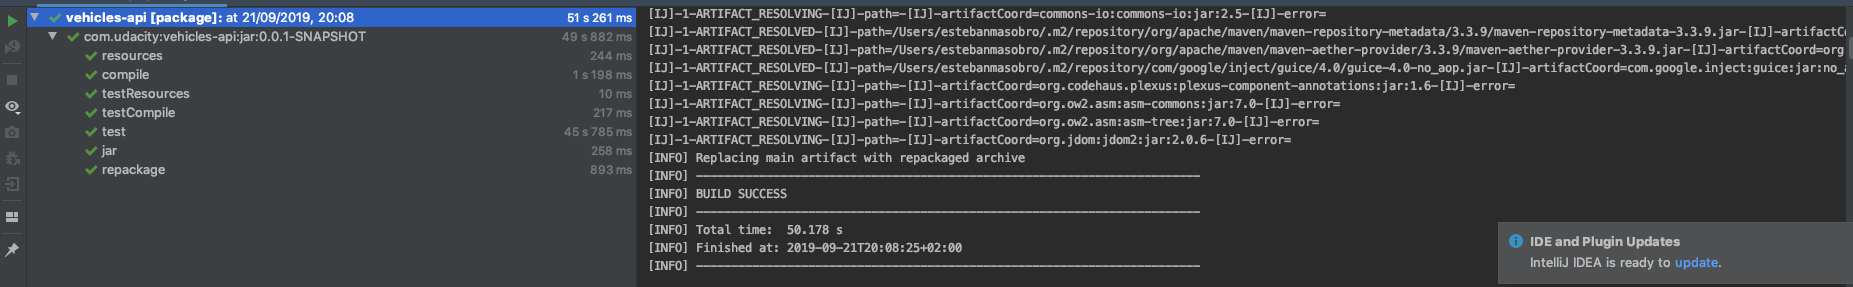 vehicles-api [package]: at 21/09/2019, 20:08 51 s 261 ms
com.udacity:vehicles-api:jar:0.0.1-SNAPSHOT 49 s 882 ms
resources 244 ms
compile 1 s 198 ms
testResources 10 ms
testCompile 217 ms
test 45 s 785 ms
jar 258 ms
repackage 893 ms
[IJ]-1-ARTIFACT_RESOLVING-[IJ]-path=-[IJ]-artifactCoord=commons-io:commons-io:jar:2.5-[IJ]-error=
[IJ]-1-ARTIFACT_RESOLVED-[IJ]-path=/Users/estebanmasobro/.m2/repository/org/apache/maven/maven-repository-metadata/3.3.9/maven-repository-metadata-3.3.9.jar-[IJ]-artifactCo
[IJ]-1-ARTIFACT_RESOLVED-[IJ]-path=/Users/estebanmasobro/.m2/repository/org/apache/maven/maven-aether-provider/3.3.9/maven-aether-provider-3.3.9.jar-[IJ]-artifactCoord=org
[IJ]-1-ARTIFACT_RESOLVED-[IJ]-path=/Users/estebanmasobro/.m2/repository/com/google/inject/guice/4.0/guice-4.0-no_aop.jar-[IJ]-artifactCoord=com.google.inject:guice:jar:no_a
[IJ]-1-ARTIFACT_RESOLVING-[IJ]-path=-[IJ]-artifactCoord=org.codehaus.plexus:plexus-component-annotations:jar:1.6-[IJ]-error=
[IJ]-1-ARTIFACT_RESOLVING-[IJ]-path=-[IJ]-artifactCoord=org.ow2.asm:asm-commons:jar:7.0-[IJ]-error=
[IJ]-1-ARTIFACT_RESOLVING-[IJ]-path=-[IJ]-artifactCoord=org.ow2.asm:asm-tree:jar:7.0-[IJ]-error=
[IJ]-1-ARTIFACT_RESOLVING-[IJ]-path=-[IJ]-artifactCoord=org.jdom:jdom2:jar:2.0.6-[IJ]-error=
[INFO] Replacing main artifact with repackaged archive
[INFO] ------------------------------------------------------------------------
[INFO] BUILD SUCCESS
[INFO] ------------------------------------------------------------------------
[INFO] Total time:  50.178 s
[INFO] Finished at: 2019-09-21T20:08:25+02:00
[INFO] ------------------------------------------------------------------------
IDE and Plugin Updates
IntelliJ IDEA is ready to update.